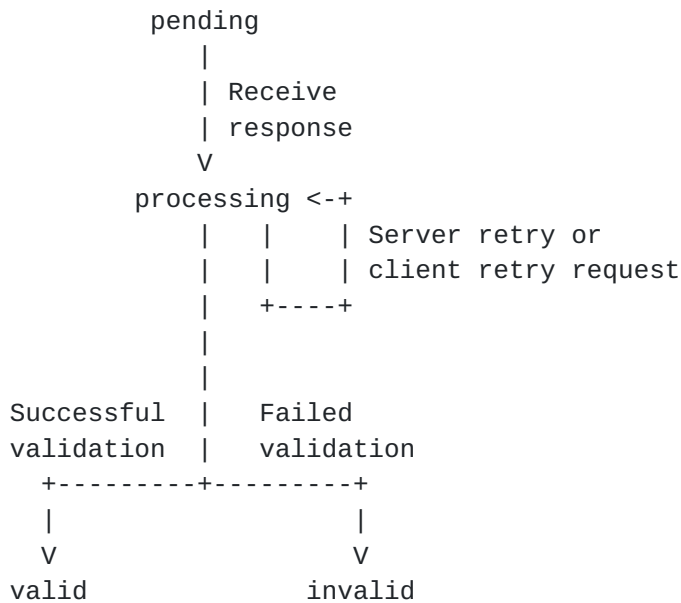 pending
|
| Receive
| response
V
processing <-+
| | | Server retry or
| | | client retry request
| +----+
|
|
Successful | Failed
validation | validation
+---------+---------+
| |
V V
valid invalid